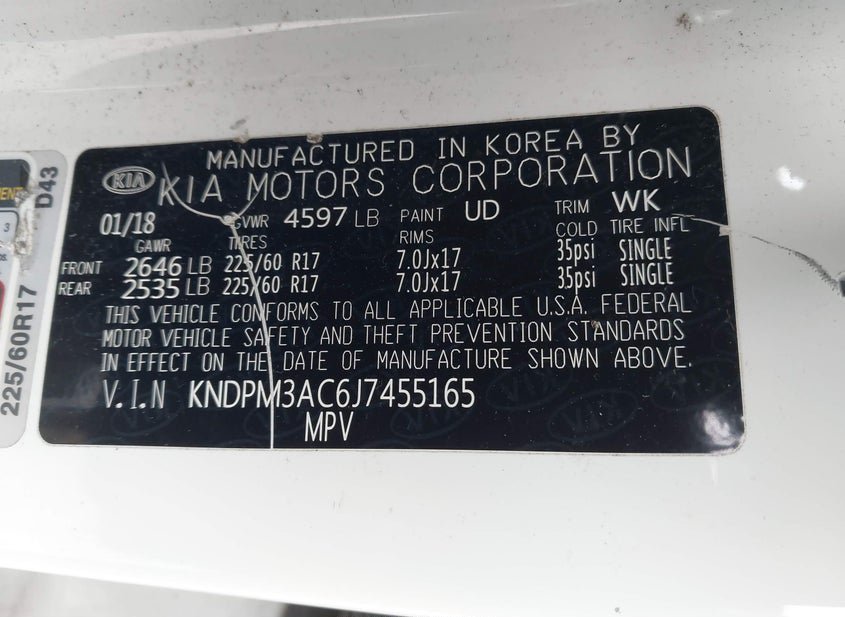 MANUFACTURED IN KOREA BY
KIA KIA MOTORS CORPORATION
01/18 GVWR 4597 LB PAINT UD TRIM WK
GAWR TIRES RIMS COLD TIRE INFL
FRONT 2646 LB 225/60 R17 7.0Jx17 35psi SINGLE
REAR 2535 LB 225/60 R17 7.0Jx17 35psi SINGLE
THIS VEHICLE CONFORMS TO ALL APPLICABLE U.S.A. FEDERAL
MOTOR VEHICLE SAFETY AND THEFT PREVENTION STANDARDS
IN EFFECT ON THE DATE OF MANUFACTURE SHOWN ABOVE.
V.I.N KNDPM3AC6J7455165
MPV
225/60R17 D43
3